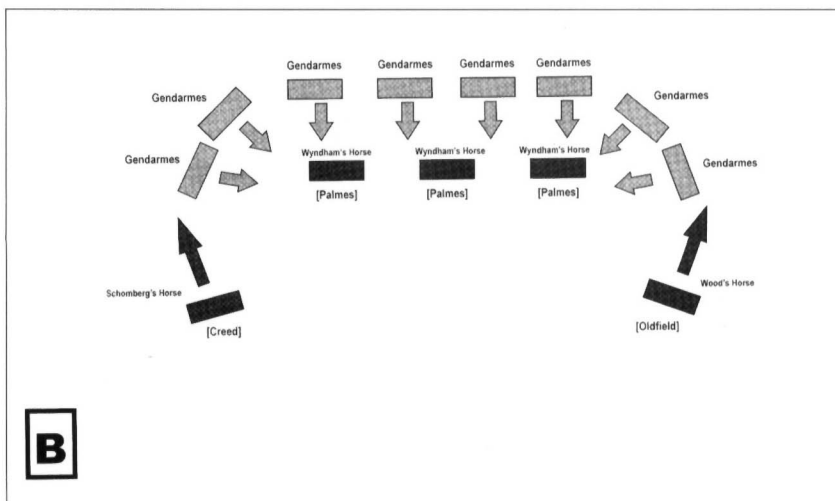 Gendarmes
Gendarmes
Gendarmes
Gendarmes
Gendarmes
Gendarmes
Gendarmes
Gendarmes
Wyndham's Horse
Wyndham's Horse
Wyndham's Horse
[Palmes]
[Palmes]
[Palmes]
Schomberg's Horse
[Creed]
Wood's Horse
[Oldfield]
B